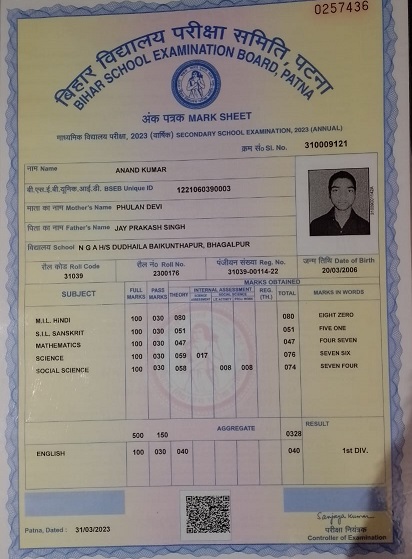 0257436
बिहार विद्यालय परीक्षा समिति, पटना
BIHAR SCHOOL EXAMINATION BOARD, PATNA
अंक पत्रक MARK SHEET
माध्यमिक विद्यालय परीक्षा, 2023 (वार्षिक) SECONDARY SCHOOL EXAMINATION, 2023 (ANNUAL)
क्रम सं० Sl. No. 310009121
नाम Name ANAND KUMAR
बी.एस.ई.बी.यूनिक.आई.डी. BSEB Unique ID 1221060390003
माता का नाम Mother's Name PHULAN DEVI
पिता का नाम Father's Name JAY PRAKASH SINGH
विद्यालय School N G A H/S DUDHAILA BAIKUNTHAPUR, BHAGALPUR
रौल कोड Roll Code रौल नं० Roll No. पंजीयन संख्या Reg. No. जन्म तिथि Date of Birth
31039 2300176 31039-00114-22 20/03/2006
MARKS OBTAINED
SUBJECT FULL MARKS PASS MARKS THEORY INTERNAL ASSESSMENT REG. (TH.) TOTAL MARKS IN WORDS
M.I.L. HINDI 100 030 080 080 EIGHT ZERO
S.I.L. SANSKRIT 100 030 051 051 FIVE ONE
MATHEMATICS 100 030 047 047 FOUR SEVEN
SCIENCE 100 030 059 017 076 SEVEN SIX
SOCIAL SCIENCE 100 030 058 008 008 074 SEVEN FOUR
AGGREGATE RESULT
500 150 0328
ENGLISH 100 030 040 040 1st DIV.
Patna, Dated : 31/03/2023
Sanjay Kumar
परीक्षा नियंत्रक
Controller of Examination